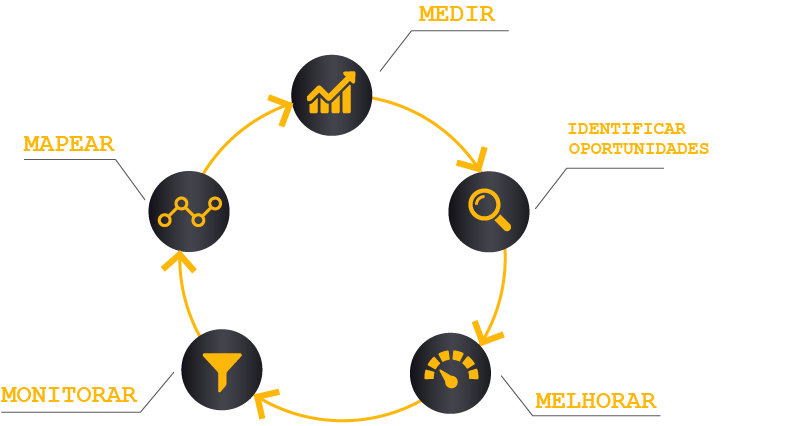 MEDIR
IDENTIFICAR
OPORTUNIDADES
MAPEAR
MONITORAR
MELHORAR